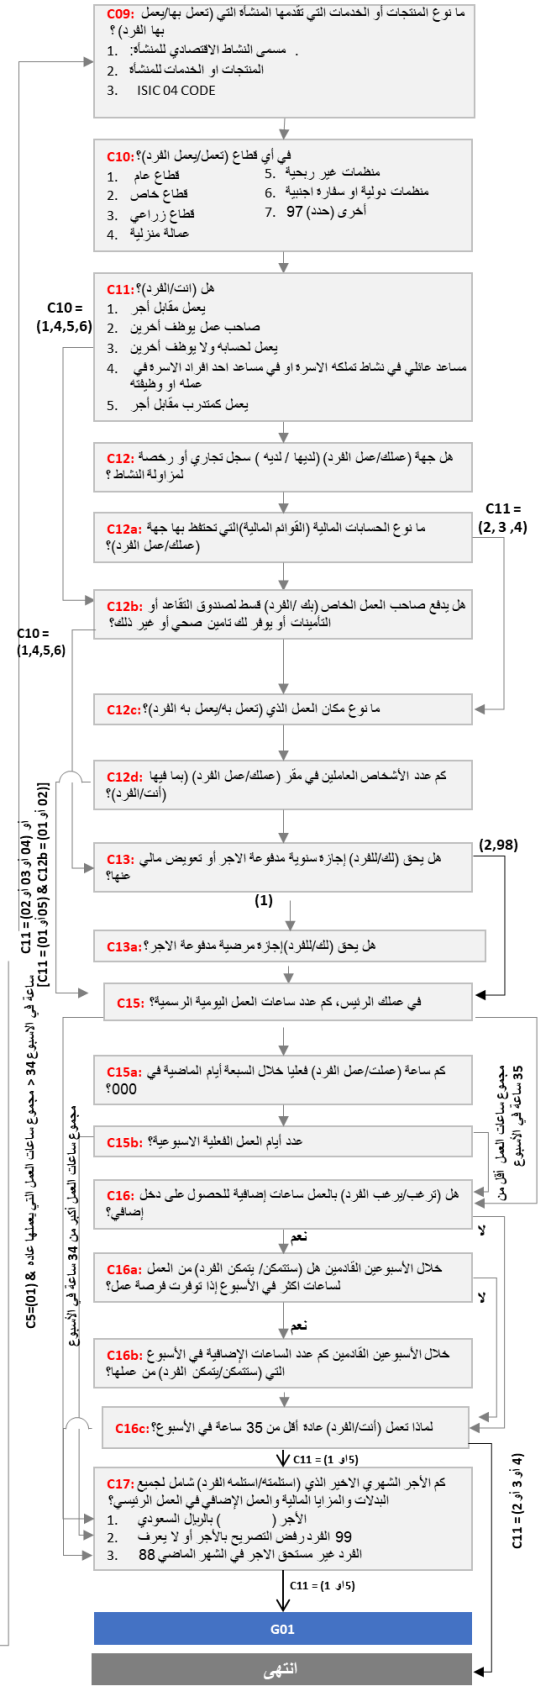 C09: ما نوع المنتجات أو الخدمات التي تقدمها المنشأة التي (تعمل بها/يعمل
بها الفرد) ؟
1. مسمى النشاط الاقتصادي للمنشأة: .
2. المنتجات او الخدمات للمنشأة
3. ISIC 04 CODE
C10: في أي قطاع (تعمل/يعمل الفرد)؟
1. قطاع عام
2. قطاع خاص
3. قطاع زراعي
4. عمالة منزلية
5. منظمات غير ربحية
6. منظمات دولية او سفارة اجنبية
7. أخرى (حدد) 97
C10 =
(1,4,5,6)
C11: هل (انت/الفرد)؟
1. يعمل مقابل أجر
2. صاحب عمل يوظف أخرين
3. يعمل لحسابه ولا يوظف أخرين
4. مساعد عائلي في نشاط تملكه الاسرة او في مساعد احد افراد الاسرة في
عمله او وظيفته
5. يعمل كمتدرب مقابل أجر
C12: هل جهة (عملك/عمل الفرد) (لديها / لديه ) سجل تجاري أو رخصة
لمزاولة النشاط ؟
C11 =
(2, 3 ,4)
C12a: ما نوع الحسابات المالية (القوائم المالية)التي تحتفظ بها جهة
(عملك/عمل الفرد)؟
C12b: هل يدفع صاحب العمل الخاص (بك /الفرد) قسط لصندوق التقاعد أو
التأمينات أو يوفر لك تامين صحي أو غير ذلك؟
C10 =
(1,4,5,6)
C12c: ما نوع مكان العمل الذي (تعمل به/يعمل به الفرد)؟
C12d: كم عدد الأشخاص العاملين في مقر (عملك/عمل الفرد) (بما فيها
(أنت/الفرد)؟
C11 = (02 أو 03 أو 04) أو
[C11 = (01 أو05) & C12b = (01 أو 02)]
C13: هل يحق (لك/للفرد) إجازة سنوية مدفوعة الاجر أو تعويض مالي
عنها؟
(2,98)
(1)
C13a: هل يحق (لك/للفرد)إجازة مرضية مدفوعة الاجر؟
C15: في عملك الرئيس، كم عدد ساعات العمل اليومية الرسمية؟
C15a: كم ساعة (عملت/عمل الفرد) فعليا خلال السبعة أيام الماضية في
000؟
C15b: عدد أيام العمل الفعلية الاسبوعية؟
مجموع ساعات العمل أقل من
35 ساعة في الأسبوع
C5=(01) & مجموع ساعات العمل التي يعملها عاده > 34 ساعة في الاسبوع
مجموع ساعات العمل أكبر من 34 ساعة في الأسبوع
C16: هل (ترغب/يرغب الفرد) بالعمل ساعات إضافية للحصول على دخل
إضافي؟
نعم
لا
C16a: خلال الأسبوعين القادمين هل (ستتمكن/ يتمكن الفرد) من العمل
لساعات اكثر في الأسبوع إذا توفرت فرصة عمل؟
نعم
لا
C16b: خلال الأسبوعين القادمين كم عدد الساعات الإضافية في الأسبوع
التي (ستتمكن/يتمكن الفرد) من عملها؟
C16c: لماذا تعمل (أنت/الفرد) عادة أقل من 35 ساعة في الأسبوع؟
C11 = (1 او5)
C17: كم الأجر الشهري الاخير الذي (استلمته/استلمه الفرد) شامل لجميع
البدلات والمزايا المالية والعمل الإضافي في العمل الرئيسي؟
1. الأجر ( ) بالريال السعودي
2. 99 الفرد رفض التصريح بالأجر أو لا يعرف
3. الفرد غير مستحق الاجر في الشهر الماضي 88
C11 = (2 أو 3 أو 4)
C11 = (1 او5)
G01
انتهى